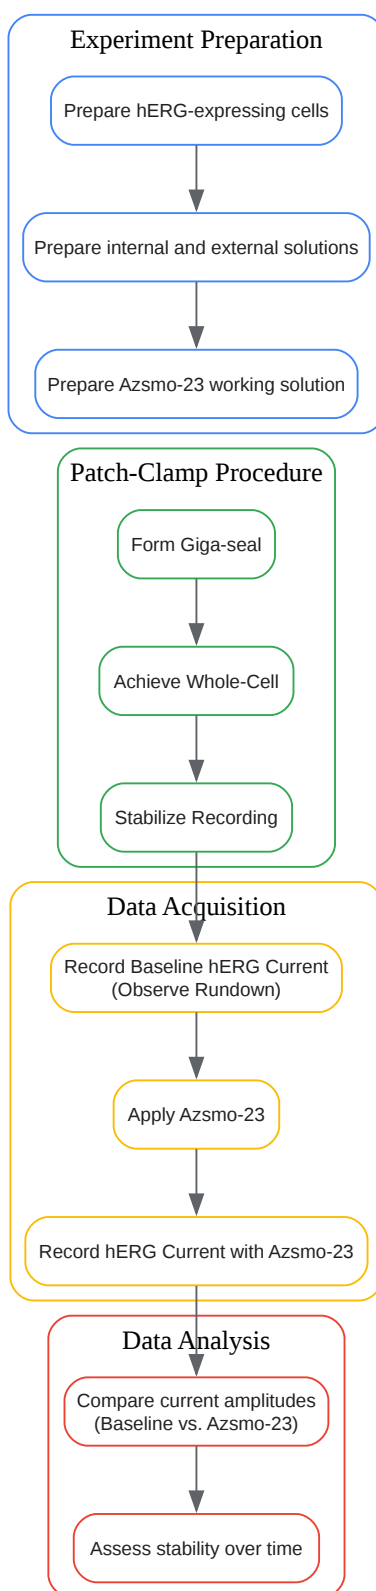 Experiment Preparation
Prepare hERG-expressing cells
Prepare internal and external solutions
Prepare Azsmo-23 working solution
Patch-Clamp Procedure
Form Giga-seal
Achieve Whole-Cell
Stabilize Recording
Data Acquisition
Record Baseline hERG Current
(Observe Rundown)
Apply Azsmo-23
Record hERG Current with Azsmo-23
Data Analysis
Compare current amplitudes
(Baseline vs. Azsmo-23)
Assess stability over time